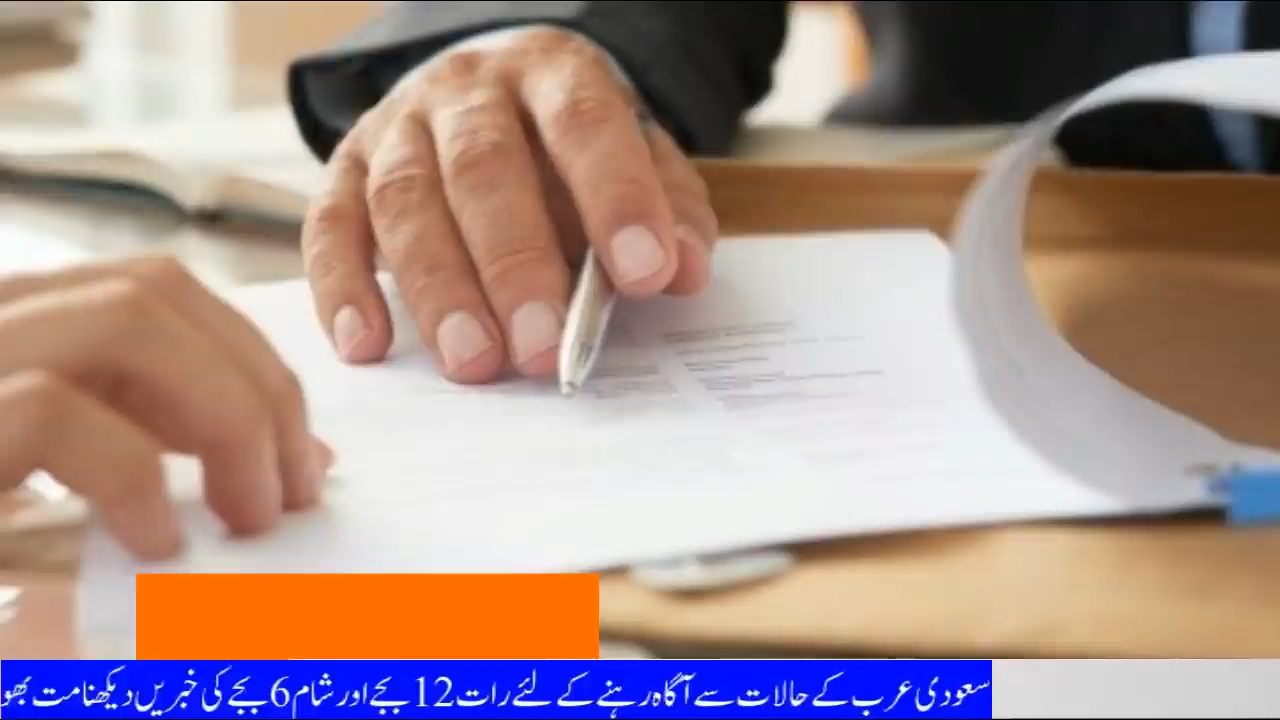 سعودی عرب کے حالات سے آگاہ رہنے کے لئے رات 12 بجے اور شام 6 بجے کی خبریں دیکھنا مت بھو